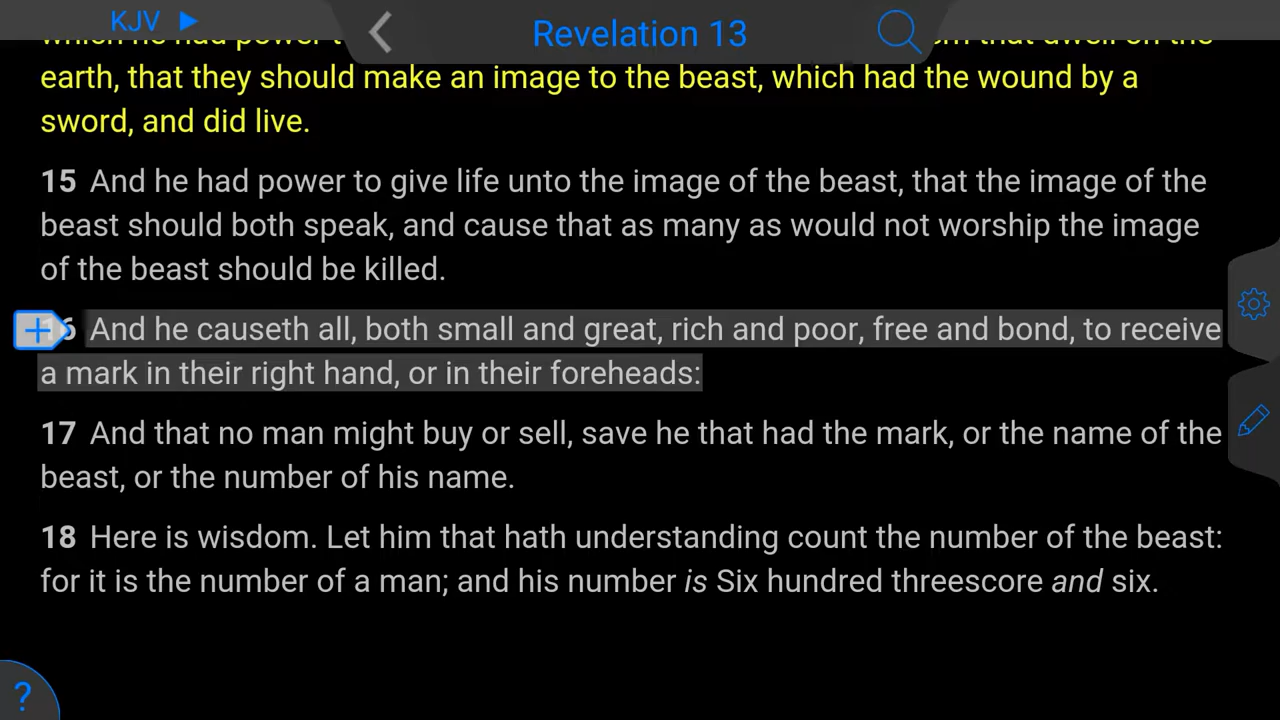 KJV
Revelation 13
earth, that they should make an image to the beast, which had the wound by a
sword, and did live.
15 And he had power to give life unto the image of the beast, that the image of the
beast should both speak, and cause that as many as would not worship the image
of the beast should be killed.
16 And he causeth all, both small and great, rich and poor, free and bond, to receive
a mark in their right hand, or in their foreheads:
17 And that no man might buy or sell, save he that had the mark, or the name of the
beast, or the number of his name.
18 Here is wisdom. Let him that hath understanding count the number of the beast:
for it is the number of a man; and his number is Six hundred threescore and six.
?